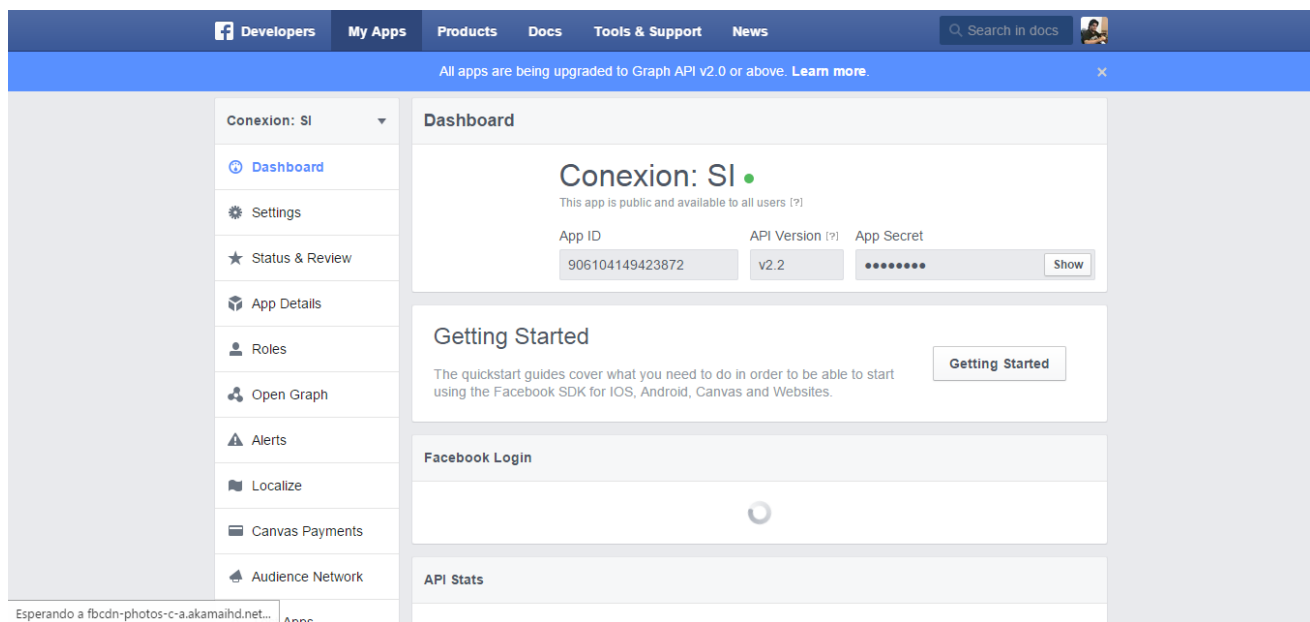 Developers My Apps Products Docs Tools & Support News Search in docs
All apps are being upgraded to Graph API v2.0 or above. Learn more.
Conexion: SI
Dashboard
Settings
Status & Review
App Details
Roles
Open Graph
Alerts
Localize
Canvas Payments
Audience Network
Apps
Dashboard
Conexion: SI
This app is public and available to all users [?]
App ID API Version [?] App Secret
906104149423872 v2.2 ●●●●●●●● Show
Getting Started
The quickstart guides cover what you need to do in order to be able to start
using the Facebook SDK for IOS, Android, Canvas and Websites.
Getting Started
Facebook Login
API Stats
Esperando a fbcdn-photos-c-a.akamaihd.net...